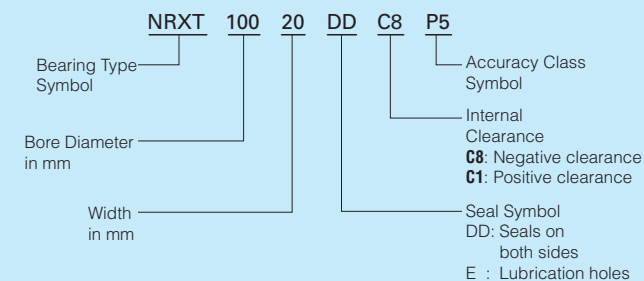 NRXT 100 20 DD C8 P5
Bearing Type
Symbol
Bore Diameter
in mm
Width
in mm
Accuracy Class
Symbol
Internal
Clearance
C8: Negative clearance
C1: Positive clearance
Seal Symbol
DD: Seals on
both sides
E : Lubrication holes